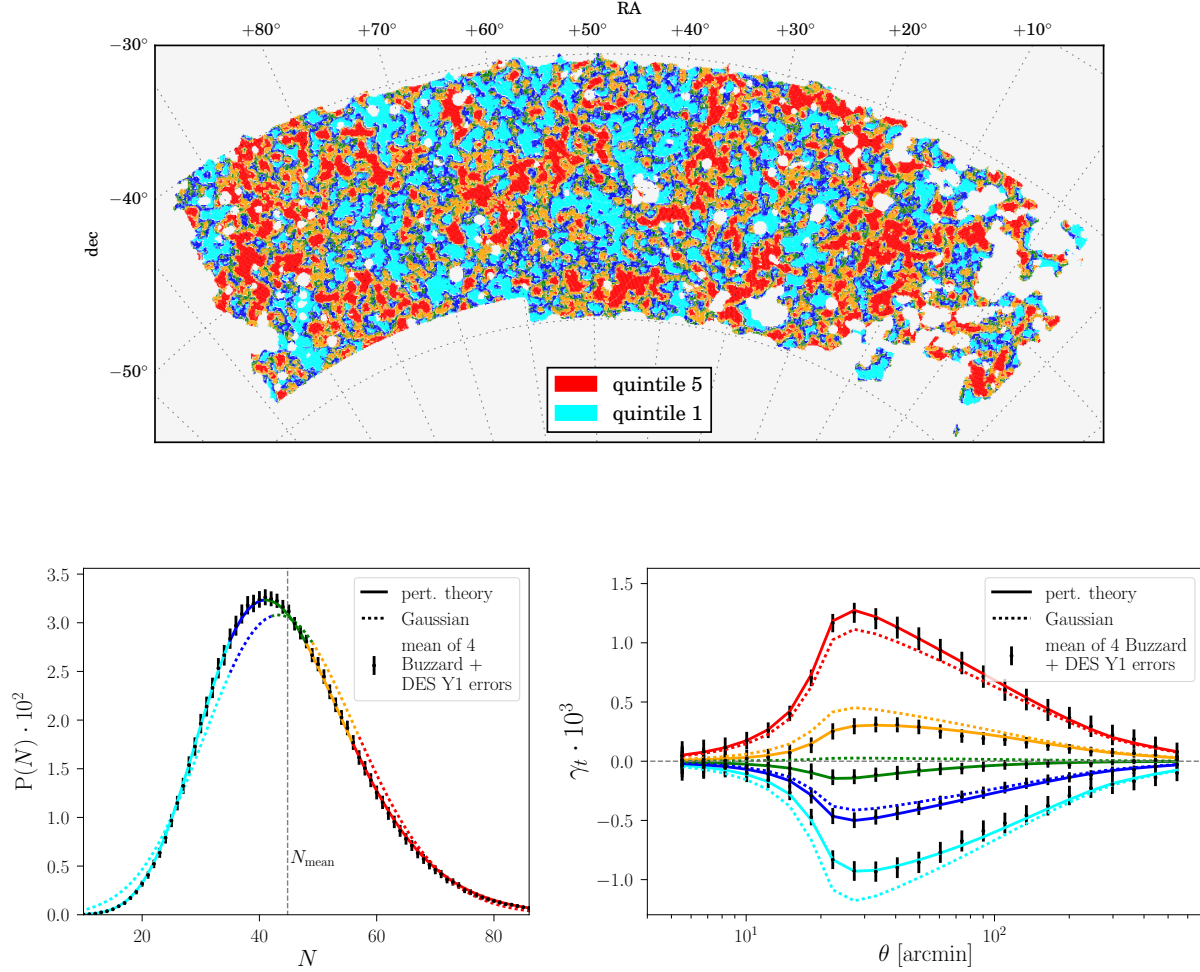 RA
+80° +70° +60° +50° +40° +30° +20° +10°
−30°
−40°
−50°
dec
quintile 5
quintile 1
3.5
3.0
2.5
2.0
1.5
1.0
0.5
0.0
P(N) · 10²
pert. theory
Gaussian
mean of 4
Buzzard +
DES Y1 errors
N_mean
20 40 60 80
N
1.5
1.0
0.5
0.0
−0.5
−1.0
γ_t · 10³
pert. theory
Gaussian
mean of 4 Buzzard
+ DES Y1 errors
10¹ 10²
θ [arcmin]